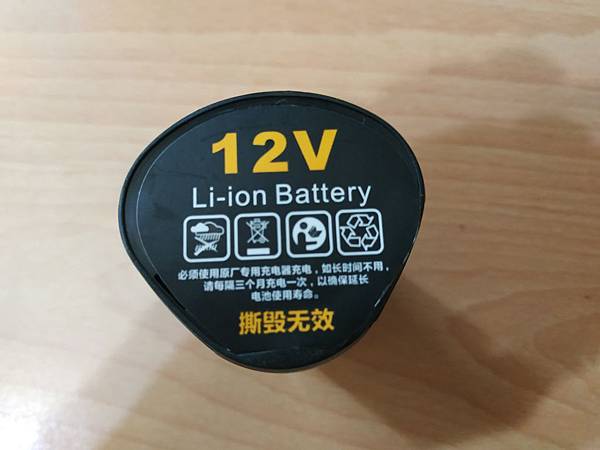 12V
Li-ion Battery
必须使用原厂专用充电器充电，如长时间不用，
请每隔三个月充电一次，以确保延长
电池使用寿命。
撕毁无效